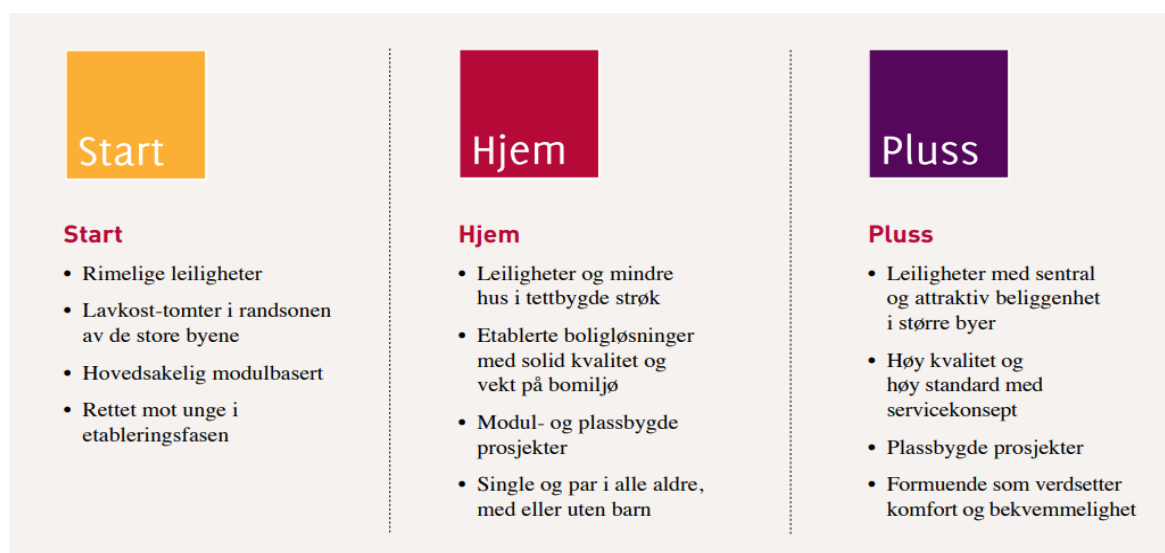 Start
Start
• Rimelige leiligheter
• Lavkost-tomter i randsonen
av de store byene
• Hovedsakelig modulbasert
• Rettet mot unge i
etableringsfasen
Hjem
Hjem
• Leiligheter og mindre
hus i tettbygde strøk
• Etablerte boligløsninger
med solid kvalitet og
vekt på bomiljø
• Modul- og plassbygde
prosjekter
• Single og par i alle aldre,
med eller uten barn
Pluss
Pluss
• Leiligheter med sentral
og attraktiv beliggenhet
i større byer
• Høy kvalitet og
høy standard med
servicekonsept
• Plassbygde prosjekter
• Formuende som verdsetter
komfort og bekvemmelighet